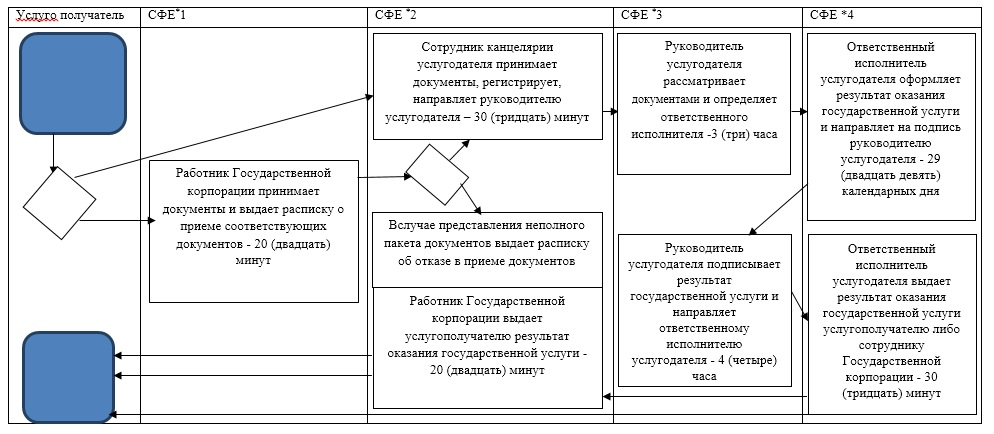 Услуго получатель
СФЕ*1
СФЕ *2
СФЕ *3
СФЕ *4
Работник Государственной
корпорации принимает
документы и выдает расписку о
приеме соответствующих
документов - 20 (двадцать)
минут
Сотрудник канцелярии
услугодателя принимает
документы, регистрирует,
направляет руководителю
услугодателя – 30 (тридцать) минут
Вслучае представления неполного
пакета документов выдает расписку
об отказе в приеме документов
Работник Государственной
корпорации выдает
услугополучателю результат
оказания государственной услуги -
20 (двадцать) минут
Руководитель
услугодателя
рассматривает
документами и определяет
ответственного
исполнителя -3 (три) часа
Руководитель
услугодателя подписывает
результат
государственной услуги и
направляет
ответственному
исполнителю
услугодателя - 4 (четыре)
часа
Ответственный
исполнитель
услугодателя оформляет
результат оказания
государственной услуги
и направляет на подпись
руководителю
услугодателя - 29
(двадцать девять)
календарных дня
Ответственный
исполнитель
услугодателя выдает
результат оказания
государственной услуги
услугополучателю либо
сотруднику
Государственной
корпорации - 30
(тридцать) минут